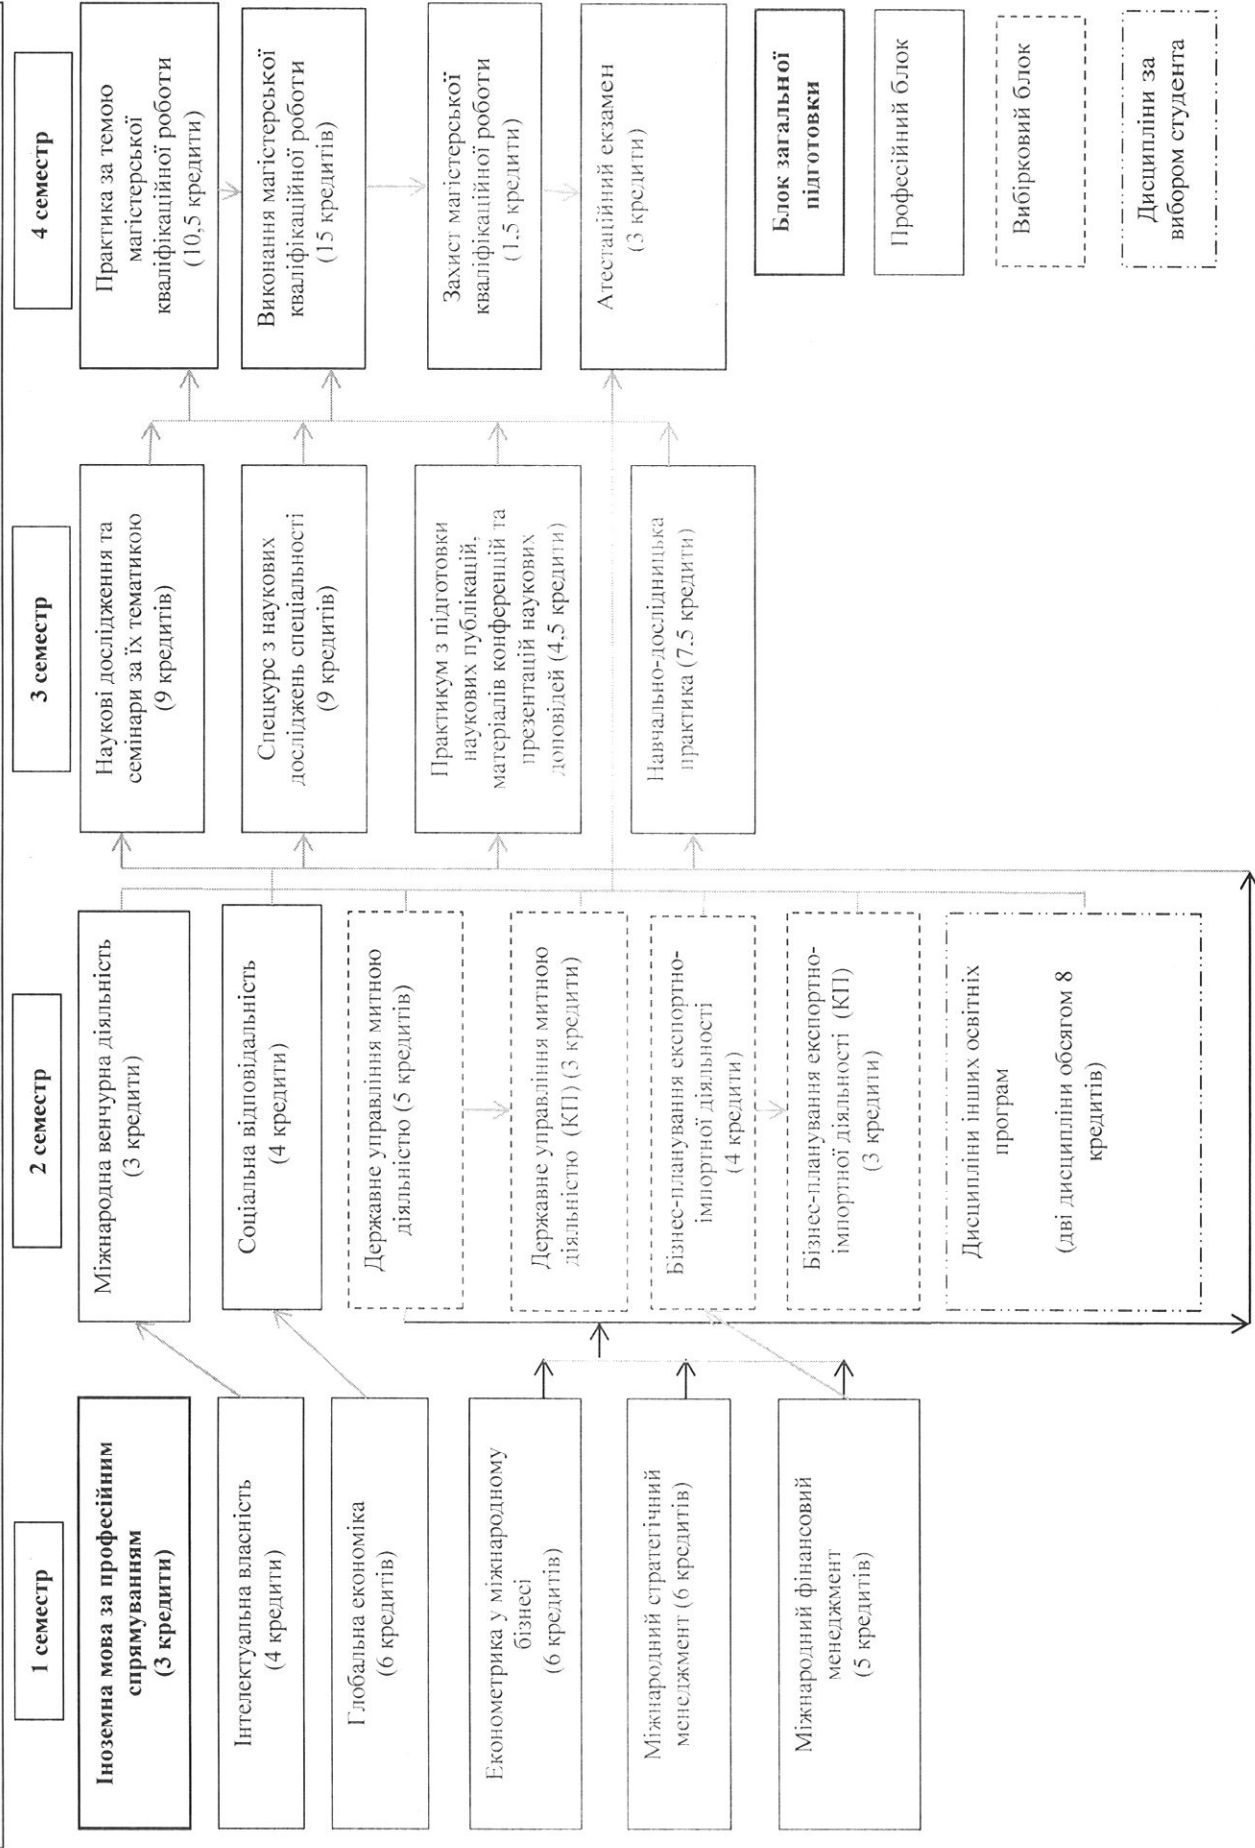 1 семестр
Іноземна мова за професійним
спрямуванням
(3 кредити)
Інтелектуальна власність
(4 кредити)
Глобальна економіка
(6 кредитів)
Економетрика у міжнародному
бізнесі
(6 кредитів)
Міжнародний стратегічний
менеджмент (6 кредитів)
Міжнародний фінансовий
менеджмент
(5 кредитів)
2 семестр
Міжнародна венчурна діяльність
(3 кредити)
Соціальна відповідальність
(4 кредити)
Державне управління митною
діяльністю (5 кредитів)
Державне управління митною
діяльністю (КП) (3 кредити)
Бізнес-планування експортно-
імпортної діяльності
(4 кредити)
Бізнес-планування експортно-
імпортної діяльності (КП)
(3 кредити)
Дисципліни інших освітніх
програм
(дві дисципліни обсягом 8
кредитів)
3 семестр
Наукові дослідження та
семінари за їх тематикою
(9 кредитів)
Спецкурс з наукових
досліджень спеціальності
(9 кредитів)
Практикум з підготовки
наукових публікацій,
матеріалів конференцій та
презентацій наукових
доповідей (4,5 кредити)
Навчально-дослідницька
практика (7.5 кредити)
4 семестр
Практика за темою
магістерської
кваліфікаційної роботи
(10,5 кредити)
Виконання магістерської
кваліфікаційної роботи
(15 кредитів)
Захист магістерської
кваліфікаційної роботи
(1,5 кредити)
Атестаційний екзамен
(3 кредити)
Блок загальної
підготовки
Професійний блок
Вибірковий блок
Дисципліни за
вибором студента